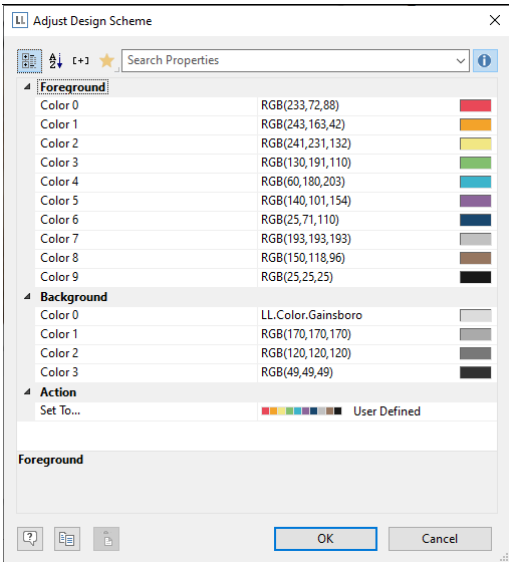 LL Adjust Design Scheme
Search Properties
Foreground
Color 0 RGB(233,72,88)
Color 1 RGB(243,163,42)
Color 2 RGB(241,231,132)
Color 3 RGB(130,191,110)
Color 4 RGB(60,180,203)
Color 5 RGB(140,101,154)
Color 6 RGB(25,71,110)
Color 7 RGB(193,193,193)
Color 8 RGB(150,118,96)
Color 9 RGB(25,25,25)
Background
Color 0 LL.Color.Gainsboro
Color 1 RGB(170,170,170)
Color 2 RGB(120,120,120)
Color 3 RGB(49,49,49)
Action
Set To... User Defined
Foreground
OK Cancel